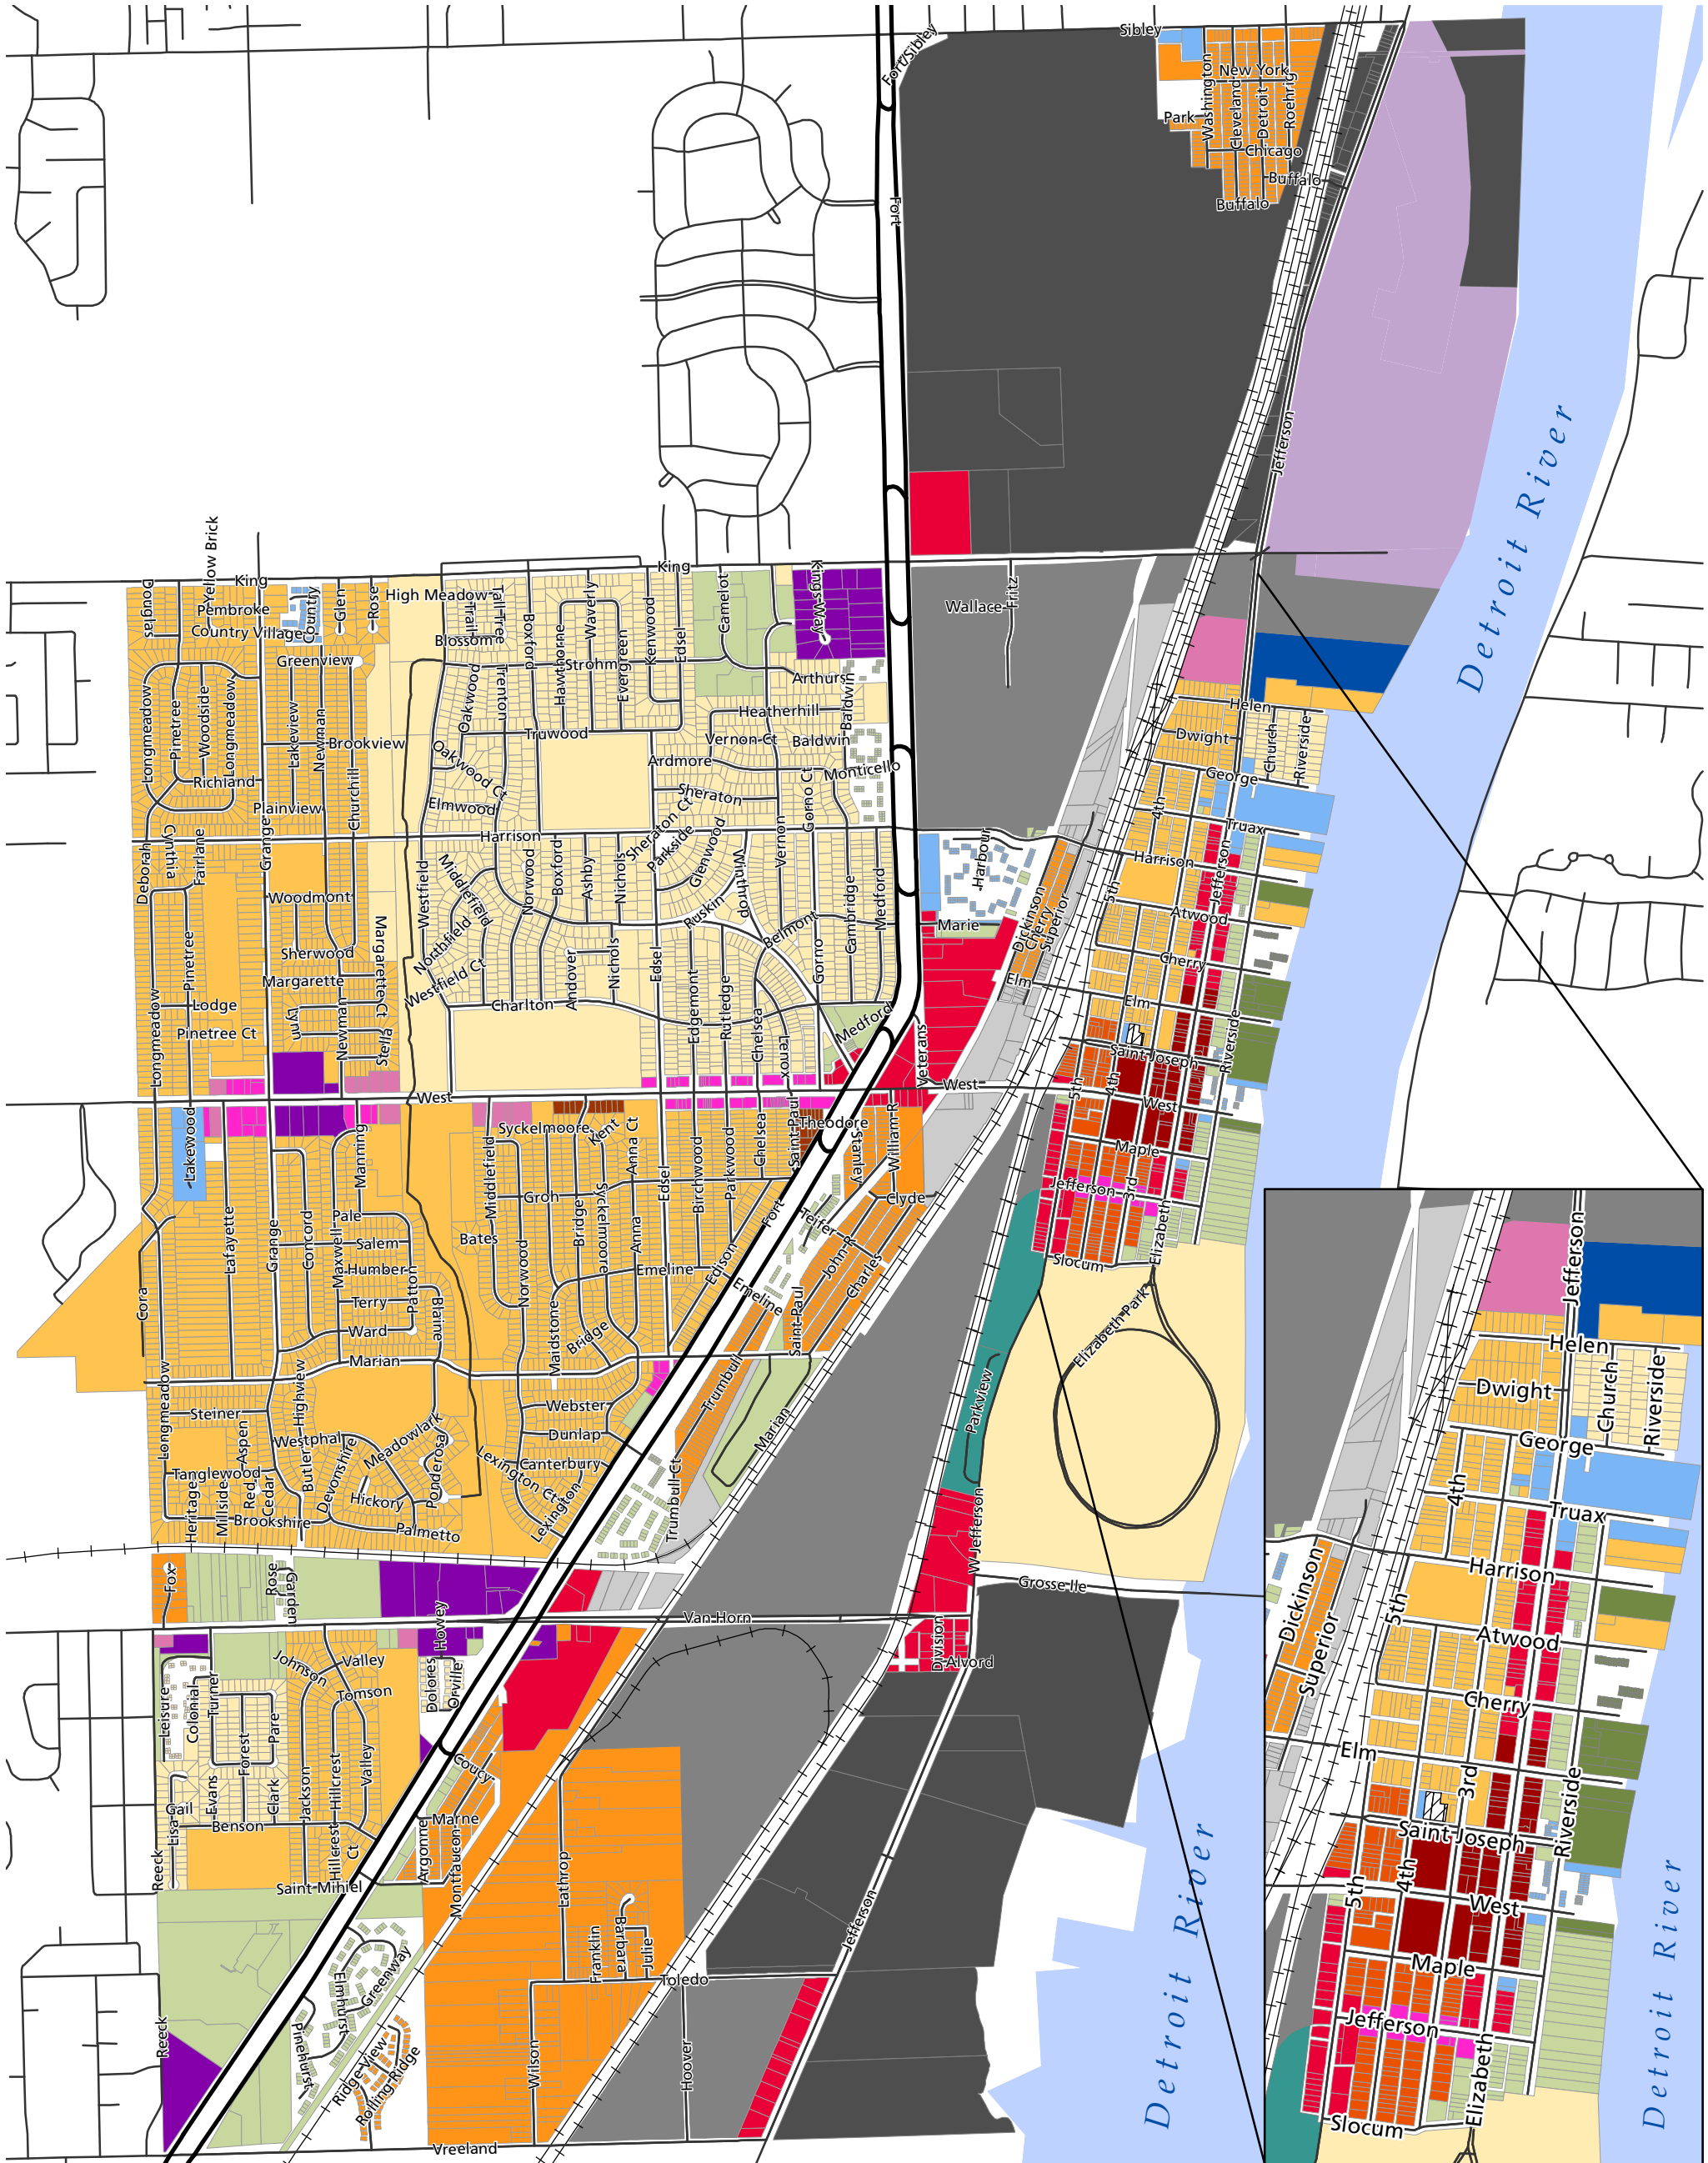 Sibley
Fort/Sibley
New York
Washington
Cleveland
Detroit
Roehrig
Park
Chicago
Buffalo
Buffalo
Fort
Jefferson
Detroit River
Yellow Brick
King
King
Douglas
Pembroke
Country
Glen
Rose
High Meadow
Trail
Tall Tree
Country Village
Blossom
Boxford
Hawthorne
Waverly
Evergreen
Kenwood
Edsel
Camelot
Kings Way
Wallace
Fritz
Greenview
Strohm
Arthurs
Longmeadow
Pinetree
Woodside
Longmeadow
Lakeview
Newman
Oakwood
Trenton
Heatherhill
Baldwin
Helen
Brookview
Truwood
Vernon Ct
Baldwin
Dwight
Church
Riverside
Oakwood Ct
Ardmore
Monticello
George
Richland
Plainview
Churchill
Elmwood
Sheraton
Gorno Ct
4th
Harrison
Sheraton Ct
Parkside
Truax
Cynthia
Fairlane
Granger
Deborah
Glenwood
Winthrop
Vernon
Harbour
Harrison
Jefferson
Westfield
Middlefield
Norwood
Boxford
Ashby
Nichols
Cambridge
Medford
Woodmont
Ruskin
Belmont
Marie
Dickinson
Cherry
Superior
5th
Atwood
Pinetree
Sherwood
Margarette Ct
Northfield
Margarette
Westfield Ct
Andover
Nichols
Edsel
Gorno
Cherry
Elm
Elm
Longmeadow
Lodge
Charlton
Edgemont
Rutledge
Chelsea
Lenox
Medford
Veterans
Pinetree Ct
Lynn
Newman
Stella
Saint Joseph
Riverside
West
West
West
5th
4th
Lakewood
Manning
Syckelmoore
Kent
Anna Ct
Chelsea
Saint Paul
Theodore
Stanley
William R
Maple
Middlefield
Groh
Edsel
Birchwood
Parkwood
Clyde
Jefferson
3rd
Elizabeth
Lafayette
Grange
Concord
Pale
Maxwell
Salem
Bates
Norwood
Bridge
Syckelmoore
Anna
Fort
Teifer
John R
Charles
Slocum
Humber
Patton
Emeline
Edison
Emeline
Saint Paul
Elizabeth Park
Cora
Terry
Blaine
Ward
Maidstone
Bridge
Marian
Trumbull
Marian
Parkview
Longmeadow
Steiner
Highview
Webster
Westphal
Meadowlark
Dunlap
Aspen
Butler
Devonshire
Ponderosa
Lexington Ct
Canterbury
Tanglewood
Heritage
Millside
Red
Cedar
Hickory
Lexington
Trumbull Ct
Brookshire
Palmetto
W Jefferson
Fox
Rose
Garden
Grosse Ile
Hovey
Van Horn
Division
Alvord
Johnson
Valley
Dolores
Orville
Leisure
Colonial
Turner
Tomson
Pare
Forest
Coucy
Gail
Evans
Clark
Jackson
Hillcrest
Valley
Marne
Lisa
Benson
Argonne
Montfaucon
Reeck
Hillcrest Ct
Saint Mihiel
Lathrop
Franklin
Barbara
Julie
Jefferson
Elmhurst
Greenway
Toledo
Reeck
Pinehurst
Ridge View
Rolling Ridge
Wilson
Hoover
Vreeland
Detroit River
Jefferson
Helen
Dwight
Church
Riverside
George
4th
Truax
Dickinson
Harrison
Superior
5th
Atwood
Cherry
Elm
3rd
Saint Joseph
Riverside
4th
5th
West
Maple
Jefferson
Elizabeth
Slocum
Detroit River